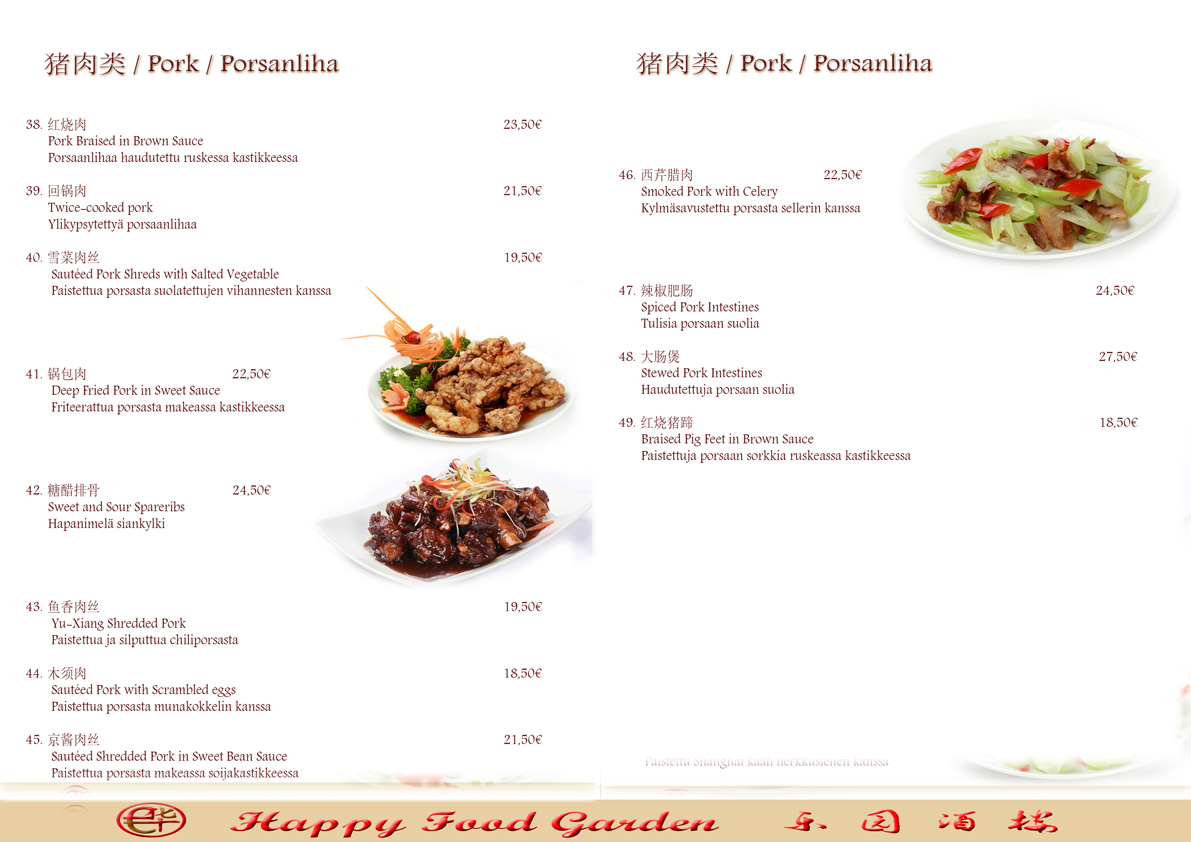 猪肉类 / Pork / Porsanliha
38. 红烧肉 23,50€
Pork Braised in Brown Sauce
Porsaanlihaa haudutettu ruskessa kastikkeessa
39. 回锅肉 21,50€
Twice-cooked pork
Ylikypsytettyä porsaanlihaa
40. 雪菜肉丝 19,50€
Sautéed Pork Shreds with Salted Vegetable
Paistettua porsasta suolatettujen vihannesten kanssa
41. 锅包肉 22,50€
Deep Fried Pork in Sweet Sauce
Friteerattua porsasta makeassa kastikkeessa
42. 糖醋排骨 24,50€
Sweet and Sour Spareribs
Hapanimelä siankylki
43. 鱼香肉丝 19,50€
Yu-Xiang Shredded Pork
Paistettua ja silputtua chiliporsasta
44. 木须肉 18,50€
Sautéed Pork with Scrambled eggs
Paistettua porsasta munakokkelin kanssa
45. 京酱肉丝 21,50€
Sautéed Shredded Pork in Sweet Bean Sauce
Paistettua porsasta makeassa soijakastikkeessa
猪肉类 / Pork / Porsanliha
46. 西芹腊肉 22,50€
Smoked Pork with Celery
Kylmäsavustettu porsasta sellerin kanssa
47. 辣椒肥肠 24,50€
Spiced Pork Intestines
Tulisia porsaan suolia
48. 大肠煲 27,50€
Stewed Pork Intestines
Haudutettuja porsaan suolia
49. 红烧猪蹄 18,50€
Braised Pig Feet in Brown Sauce
Paistettuja porsaan sorkkia ruskeassa kastikkeessa
Paistettu Shanghai kaali herkkusienen kanssa
Happy Food Garden 乐园酒楼